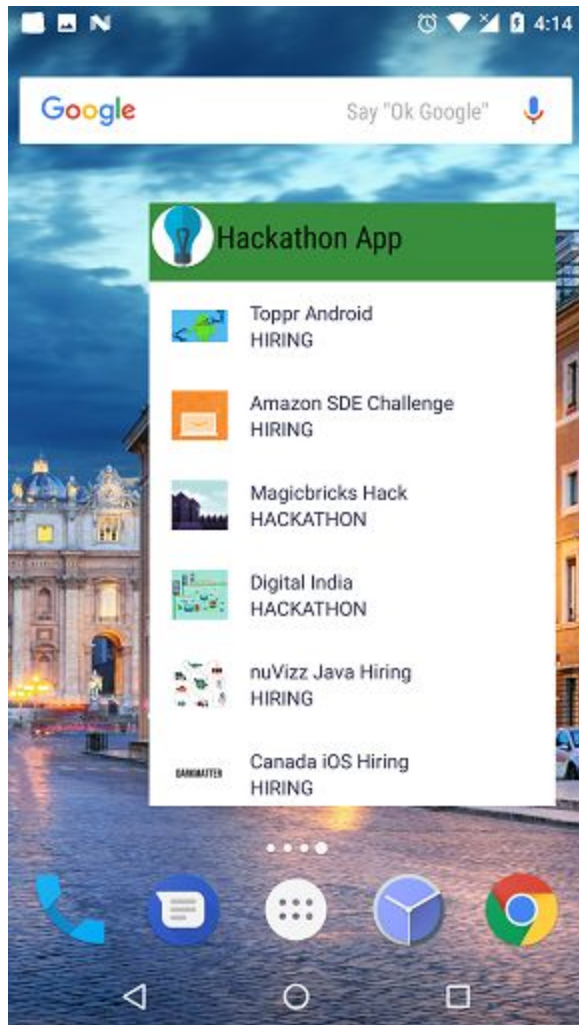 4:14
Google Say "Ok Google"
Hackathon App
Toppr Android
HIRING
Amazon SDE Challenge
HIRING
Magicbricks Hack
HACKATHON
Digital India
HACKATHON
nuVizz Java Hiring
HIRING
DARKMATTER
Canada iOS Hiring
HIRING